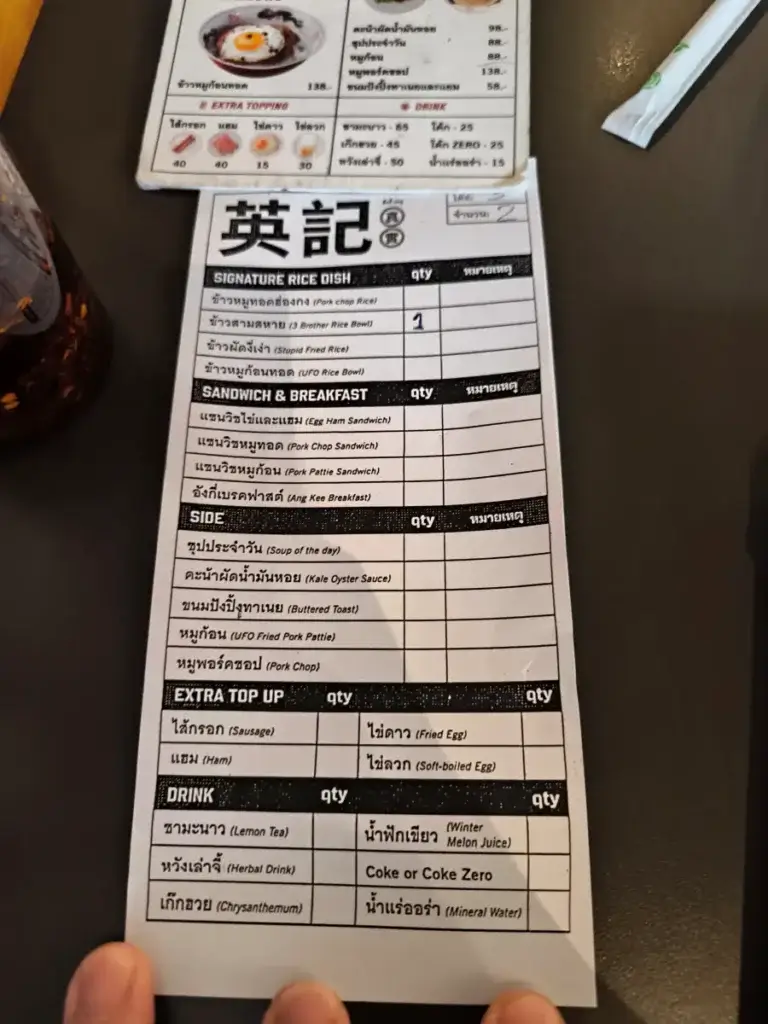 คะน้าผัดน้ำมันหอย 98.-
ซุปประจำวัน 88.-
หมูก้อน 88.-
หมูพอร์คชอป 138.-
ข้าวหมูก้อนทอด 138.-
ขนมปังปิ้งทาเนยและแยม 58.-
EXTRA TOPPING
DRINK
ไส้กรอก แฮม ไข่ดาว ไข่ลวก
40 40 15 30
ชามะนาว - 65 โค้ก - 25
เก๊กฮวย - 45 โค้ก ZERO - 25
หวังเล่าจี๋ - 50 น้ำแร่ออร่า - 15
จำนวน: 2
英記
SIGNATURE RICE DISH qty หมายเหตุ
ข้าวหมูทอดฮ่องกง (Pork chop Rice)
ข้าวสามสหาย (3 Brother Rice Bowl) 1
ข้าวผัดงี่เง่า (Stupid Fried Rice)
ข้าวหมูก้อนทอด (UFO Rice Bowl)
SANDWICH & BREAKFAST qty หมายเหตุ
แซนวิชไข่และแฮม (Egg Ham Sandwich)
แซนวิชหมูทอด (Pork Chop Sandwich)
แซนวิชหมูก้อน (Pork Pattie Sandwich)
อังกี่เบรคฟาสต์ (Ang Kee Breakfast)
SIDE qty หมายเหตุ
ซุปประจำวัน (Soup of the day)
คะน้าผัดน้ำมันหอย (Kale Oyster Sauce)
ขนมปังปิ้งทาเนย (Buttered Toast)
หมูก้อน (UFO Fried Pork Pattie)
หมูพอร์คชอป (Pork Chop)
EXTRA TOP UP qty qty
ไส้กรอก (Sausage) ไข่ดาว (Fried Egg)
แฮม (Ham) ไข่ลวก (Soft-boiled Egg)
DRINK qty qty
ชามะนาว (Lemon Tea) น้ำฟักเขียว (Winter Melon Juice)
หวังเล่าจี๋ (Herbal Drink) Coke or Coke Zero
เก๊กฮวย (Chrysanthemum) น้ำแร่ออร่า (Mineral Water)